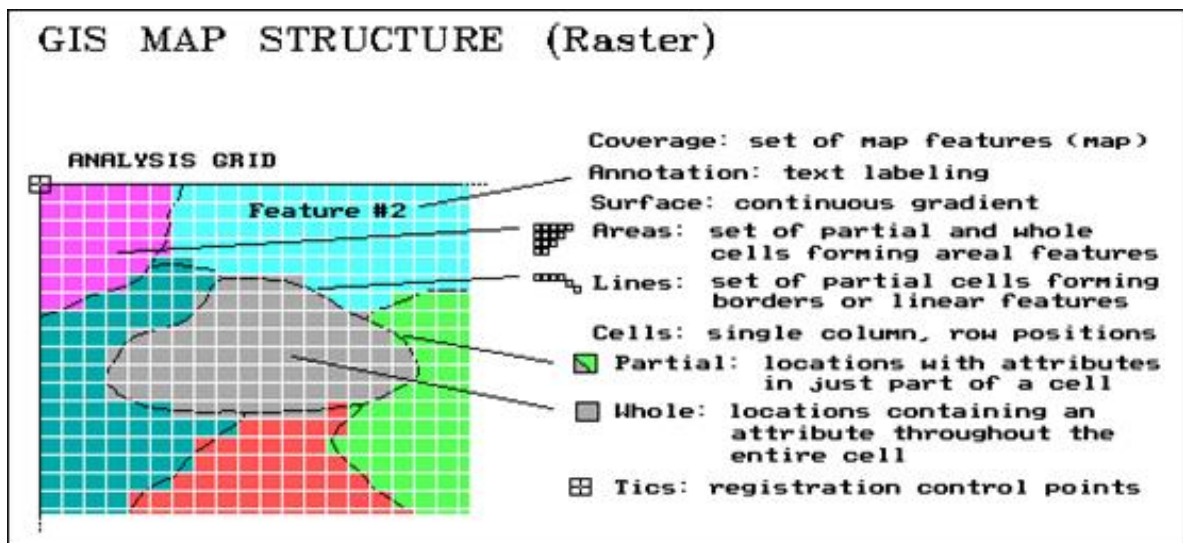 GIS MAP STRUCTURE (Raster)
ANALYSIS GRID
Feature #2
Coverage: set of map features (map)
Annotation: text labeling
Surface: continuous gradient
Areas: set of partial and whole
cells forming areal features
Lines: set of partial cells forming
borders or linear features
Cells: single column, row positions
Partial: locations with attributes
in just part of a cell
Whole: locations containing an
attribute throughout the
entire cell
Tics: registration control points